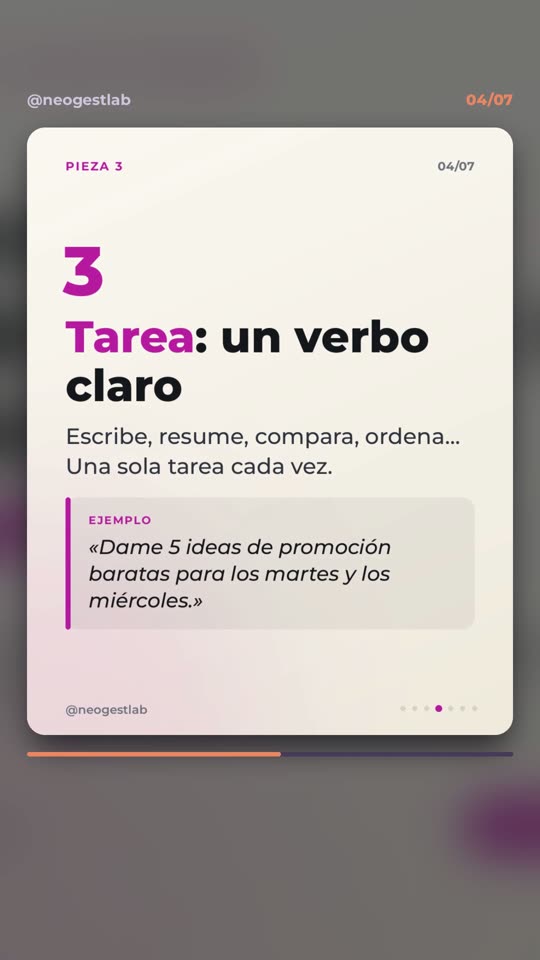 @neogestlab
04/07
PIEZA 3
04/07
3
Tarea: un verbo
claro
Escribe, resume, compara, ordena...
Una sola tarea cada vez.
EJEMPLO
«Dame 5 ideas de promoción
baratas para los martes y los
miércoles.»
@neogestlab